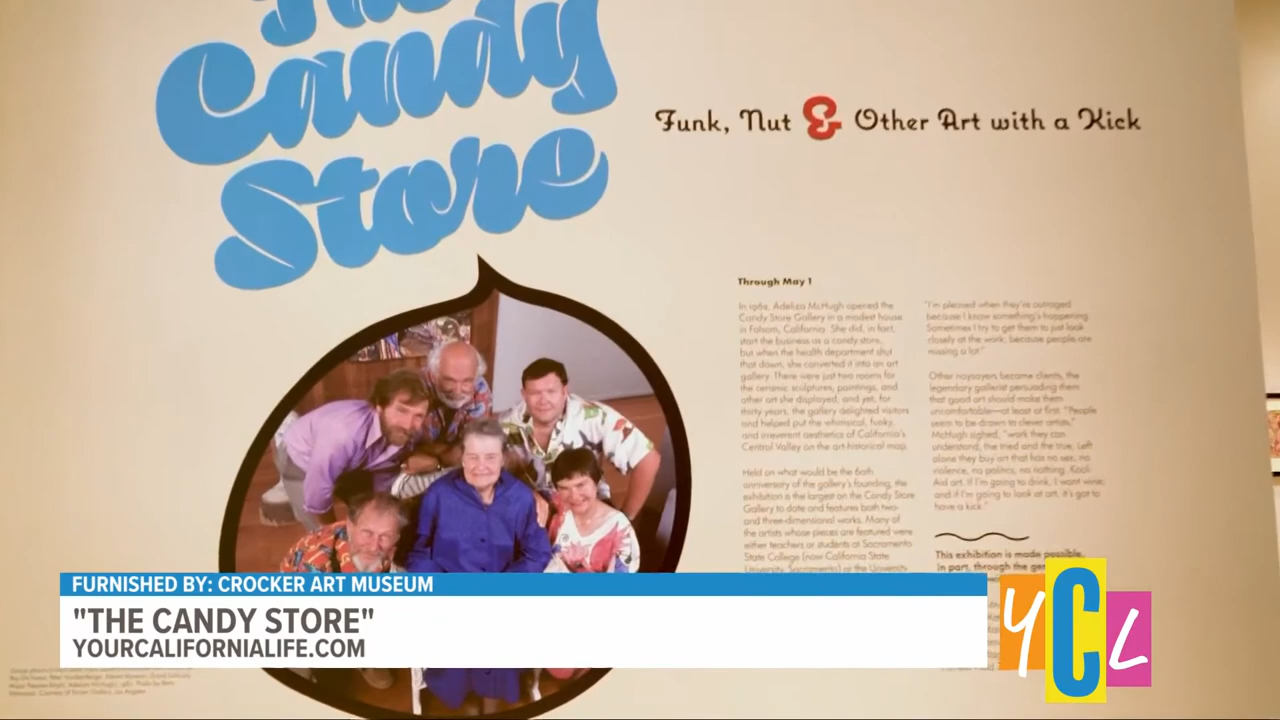 The
Candy
Store
Funk, Nut & Other Art with a Kick
Through May 1
In 1962, Adeliza McHugh opened the
Candy Store Gallery in a modest house
in Folsom, California. She did, in fact,
start the business as a candy store,
but when the health department shut
that down, she converted it into an art
gallery. There were just two rooms for
the ceramic sculptures, paintings, and
other art she displayed, and yet, for
thirty years, the gallery delighted visitors
and helped put the whimsical, funky,
and irreverent aesthetics of California's
Central Valley on the art-historical map.
Held on what would be the 60th
anniversary of the gallery's founding, the
exhibition is the largest on the Candy Store
Gallery to date and features both two
and three-dimensional works. Many of
the artists whose pieces are featured were
either teachers or students at Sacramento
State College (now California State
University, Sacramento) or the University
"I'm pleased when they're outraged
because I know something's happening.
Sometimes I try to get them to just look
closely at the work, because people are
missing a lot."
Other naysayers became clients, the
legendary gallerist persuading them
that good art should make them
uncomfortable—at least at first. "People
seem to be drawn to clever artists,"
McHugh sighed, "work they can
understand, the tried and the true. Left
alone they buy art that has no sex, no
violence, no politics, no nothing. Kool-
Aid art. If I'm going to drink, I want wine;
and if I'm going to look at art, it's got to
have a kick."
This exhibition is made possible,
in part, through the
FURNISHED BY: CROCKER ART MUSEUM
"THE CANDY STORE"
YOURCALIFORNIALIFE.COM
YCL